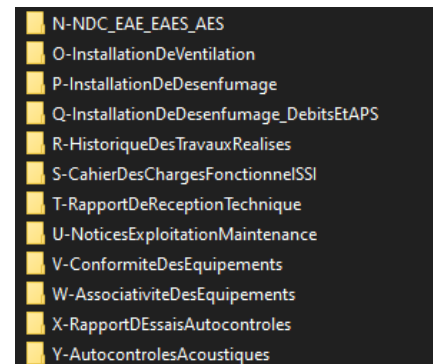 N-NDC_EAE_EAES_AES
O-InstallationDeVentilation
P-InstallationDeDesenfumage
Q-InstallationDeDesenfumage_DebitsEtAPS
R-HistoriqueDesTravauxRealises
S-CahierDesChargesFonctionnelSSI
T-RapportDeReceptionTechnique
U-NoticesExploitationMaintenance
V-ConformiteDesEquipements
W-AssociativiteDesEquipements
X-RapportDEssaisAutocontroles
Y-AutocontrolesAcoustiques